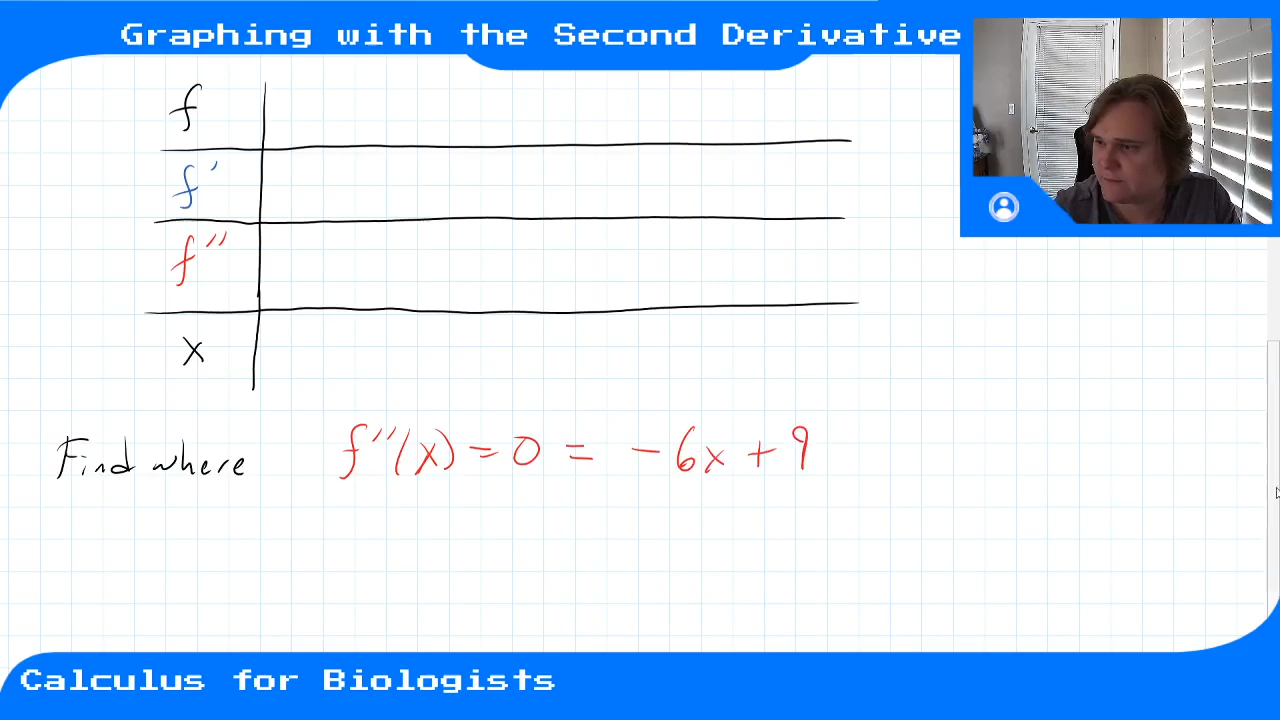 Graphing with the Second Derivative
f
f'
f''
x
Find where f''(x) = 0 = -6x + 9
Calculus for Biologists